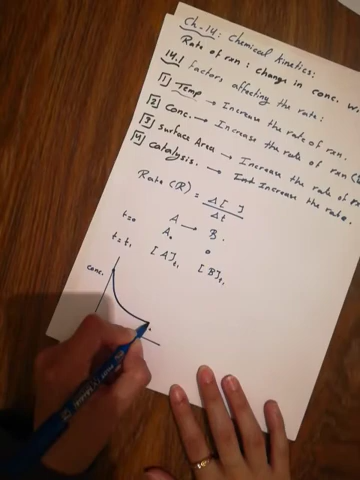 Ch.14: Chemical Kinetics:
Rate of rxn: change in conc. w.
14.1 factors affecting the rate:
1 Temp → Increase the rate of rxn.
2 Conc. → Increase the rate of rxn
3 surface Area → Increase the rate of
4 catalysis. → Increase the rate.
Rate (R) = Δ[ ] / Δt
t=0 A → B.
A₀ 0
t=t₁ [A]t₁ [B]t₁
conc.